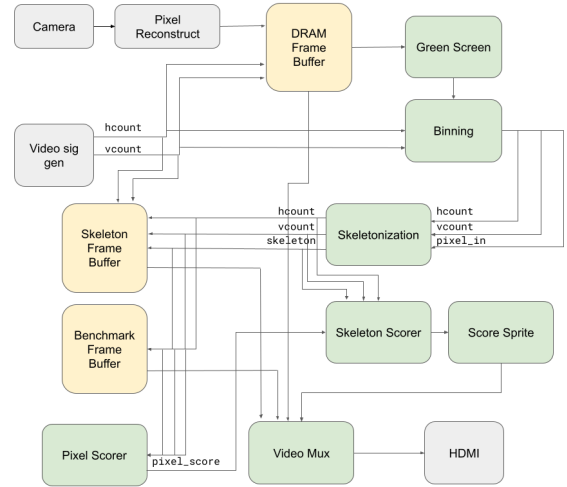 Camera
Pixel
Reconstruct
DRAM
Frame
Buffer
Green Screen
hcount
vcount
Video sig
gen
Binning
hcount
vcount
skeleton
hcount
vcount
pixel_in
Skeleton
Frame
Buffer
Skeletonization
Benchmark
Frame
Buffer
Skeleton Scorer
Score Sprite
Pixel Scorer
pixel_score
Video Mux
HDMI